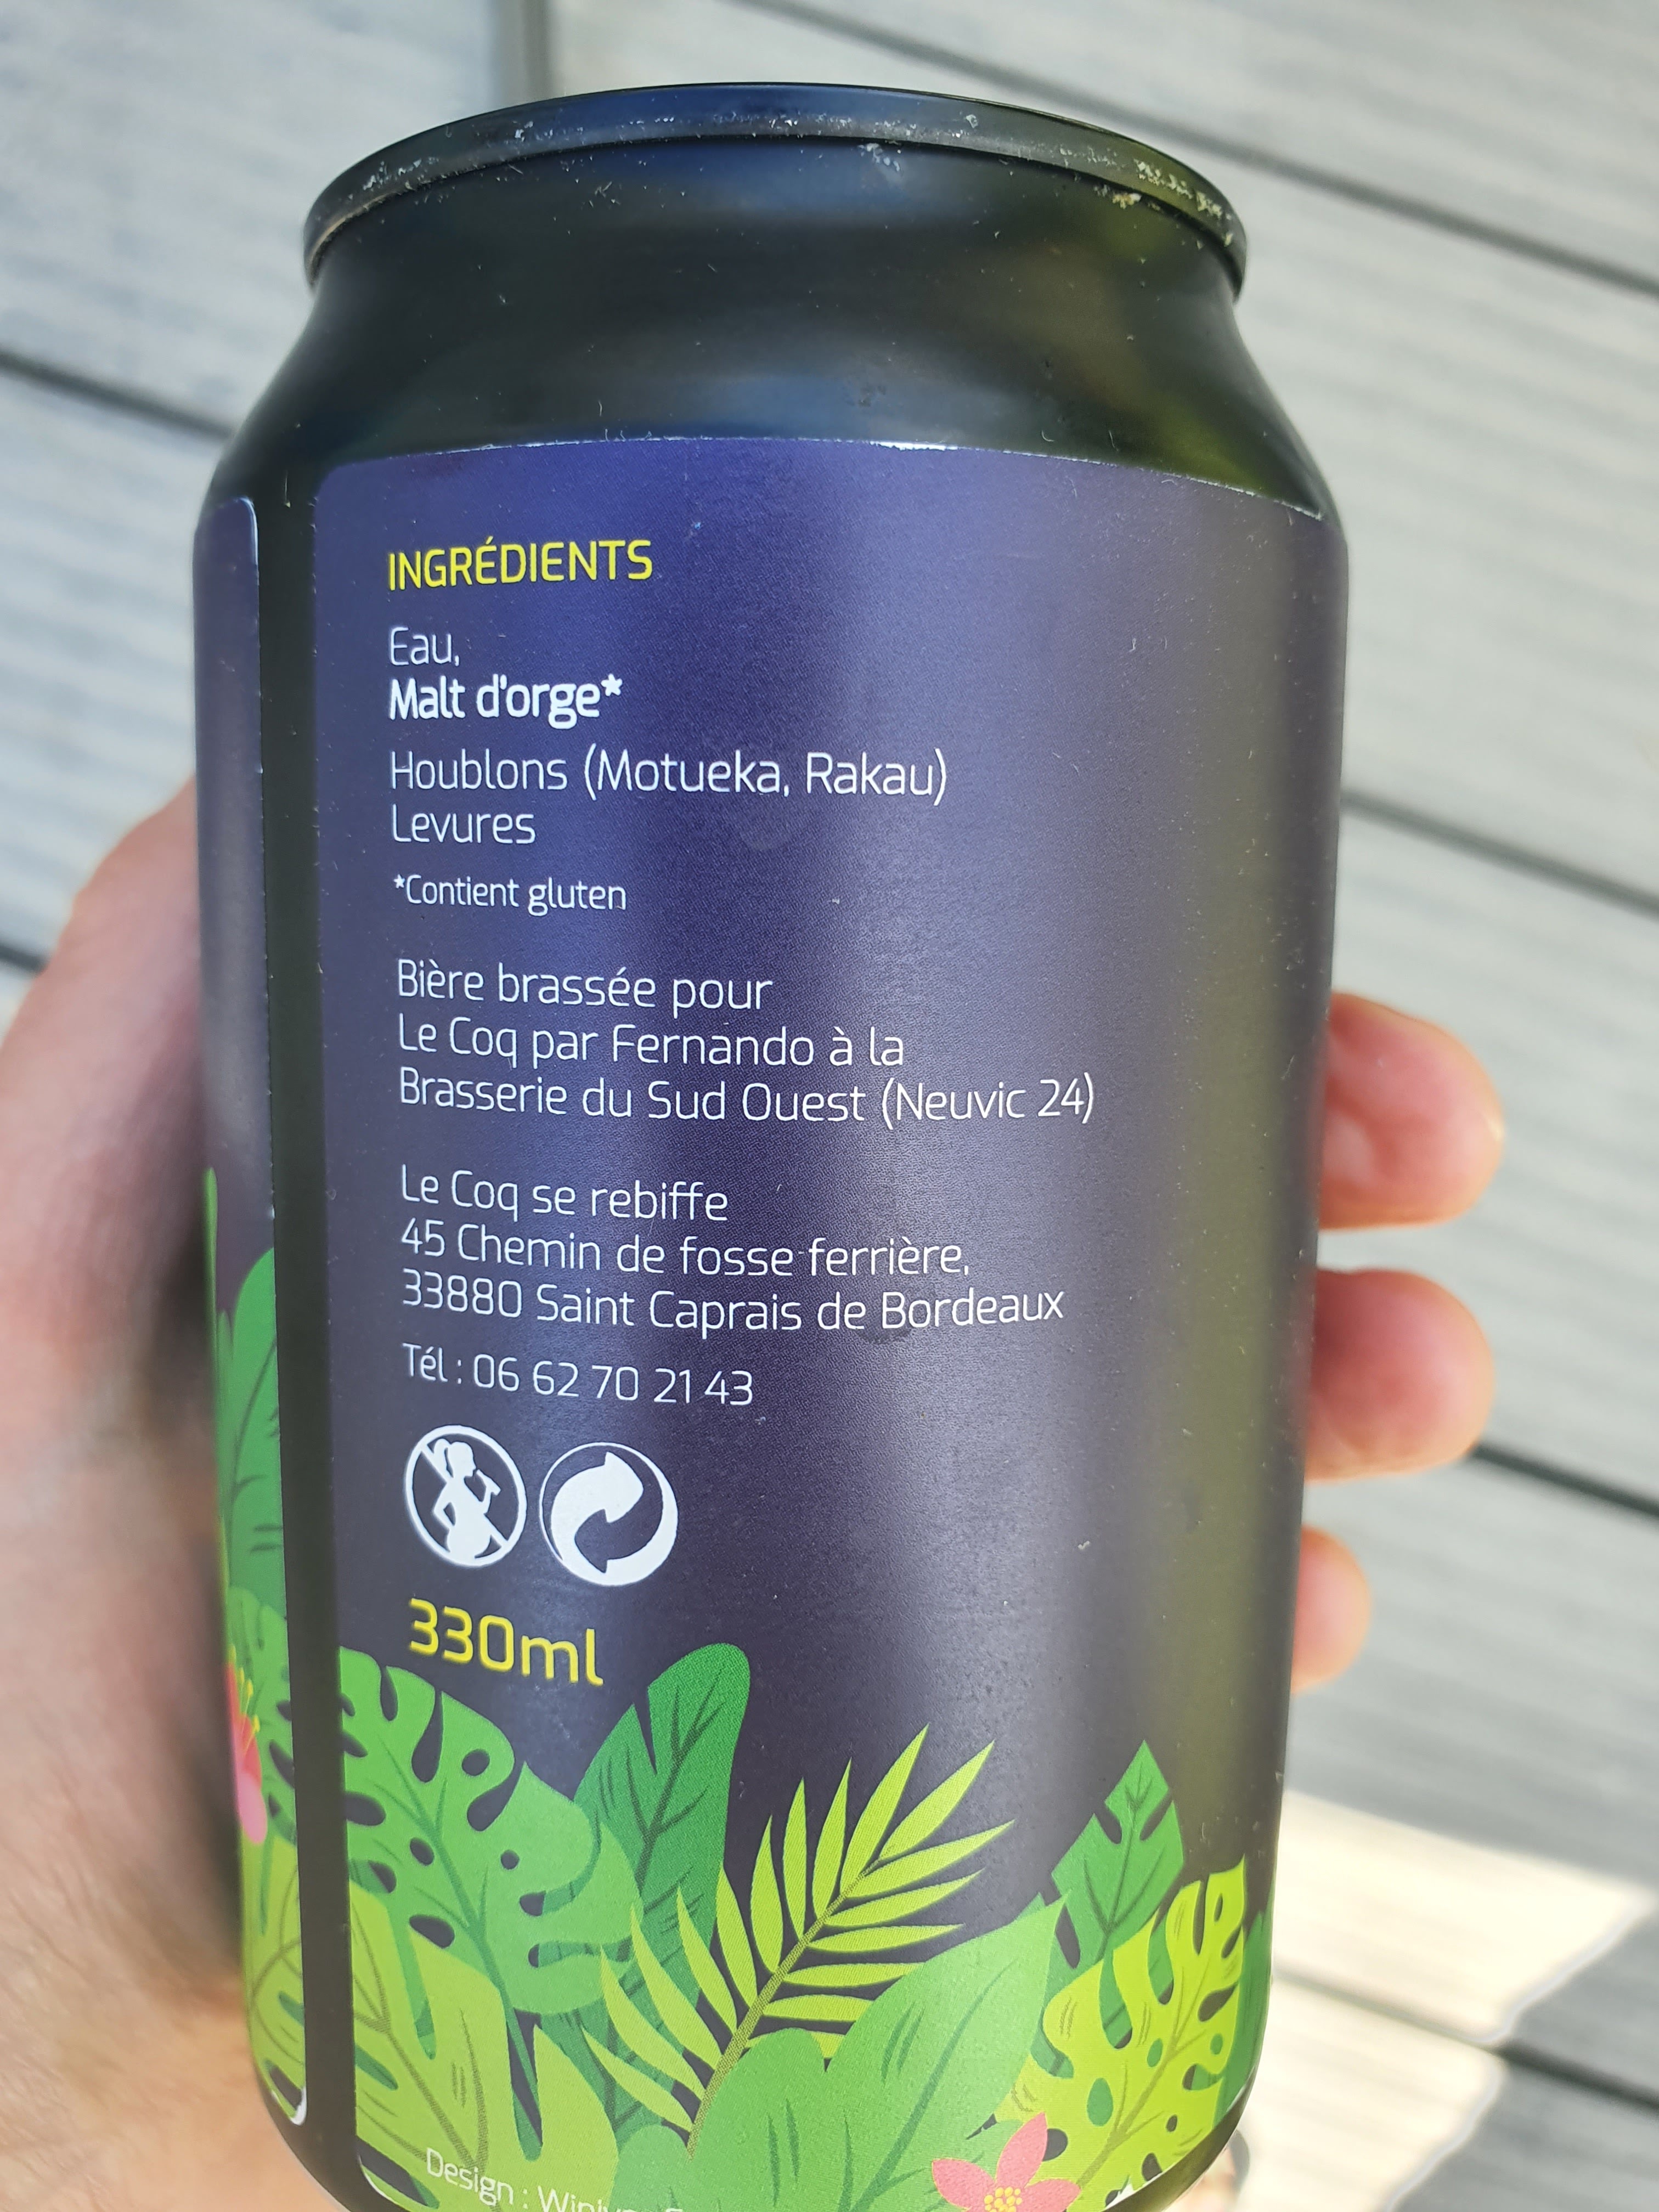 INGRÉDIENTS
Eau,
Malt d'orge*
Houblons (Motueka, Rakau)
Levures
*Contient gluten
Bière brassée pour
Le Coq par Fernando à la
Brasserie du Sud Ouest (Neuvic 24)
Le Coq se rebiffe
45 Chemin de fosse ferrière,
33880 Saint Caprais de Bordeaux
Tél : 06 62 70 21 43
330ml
Design :